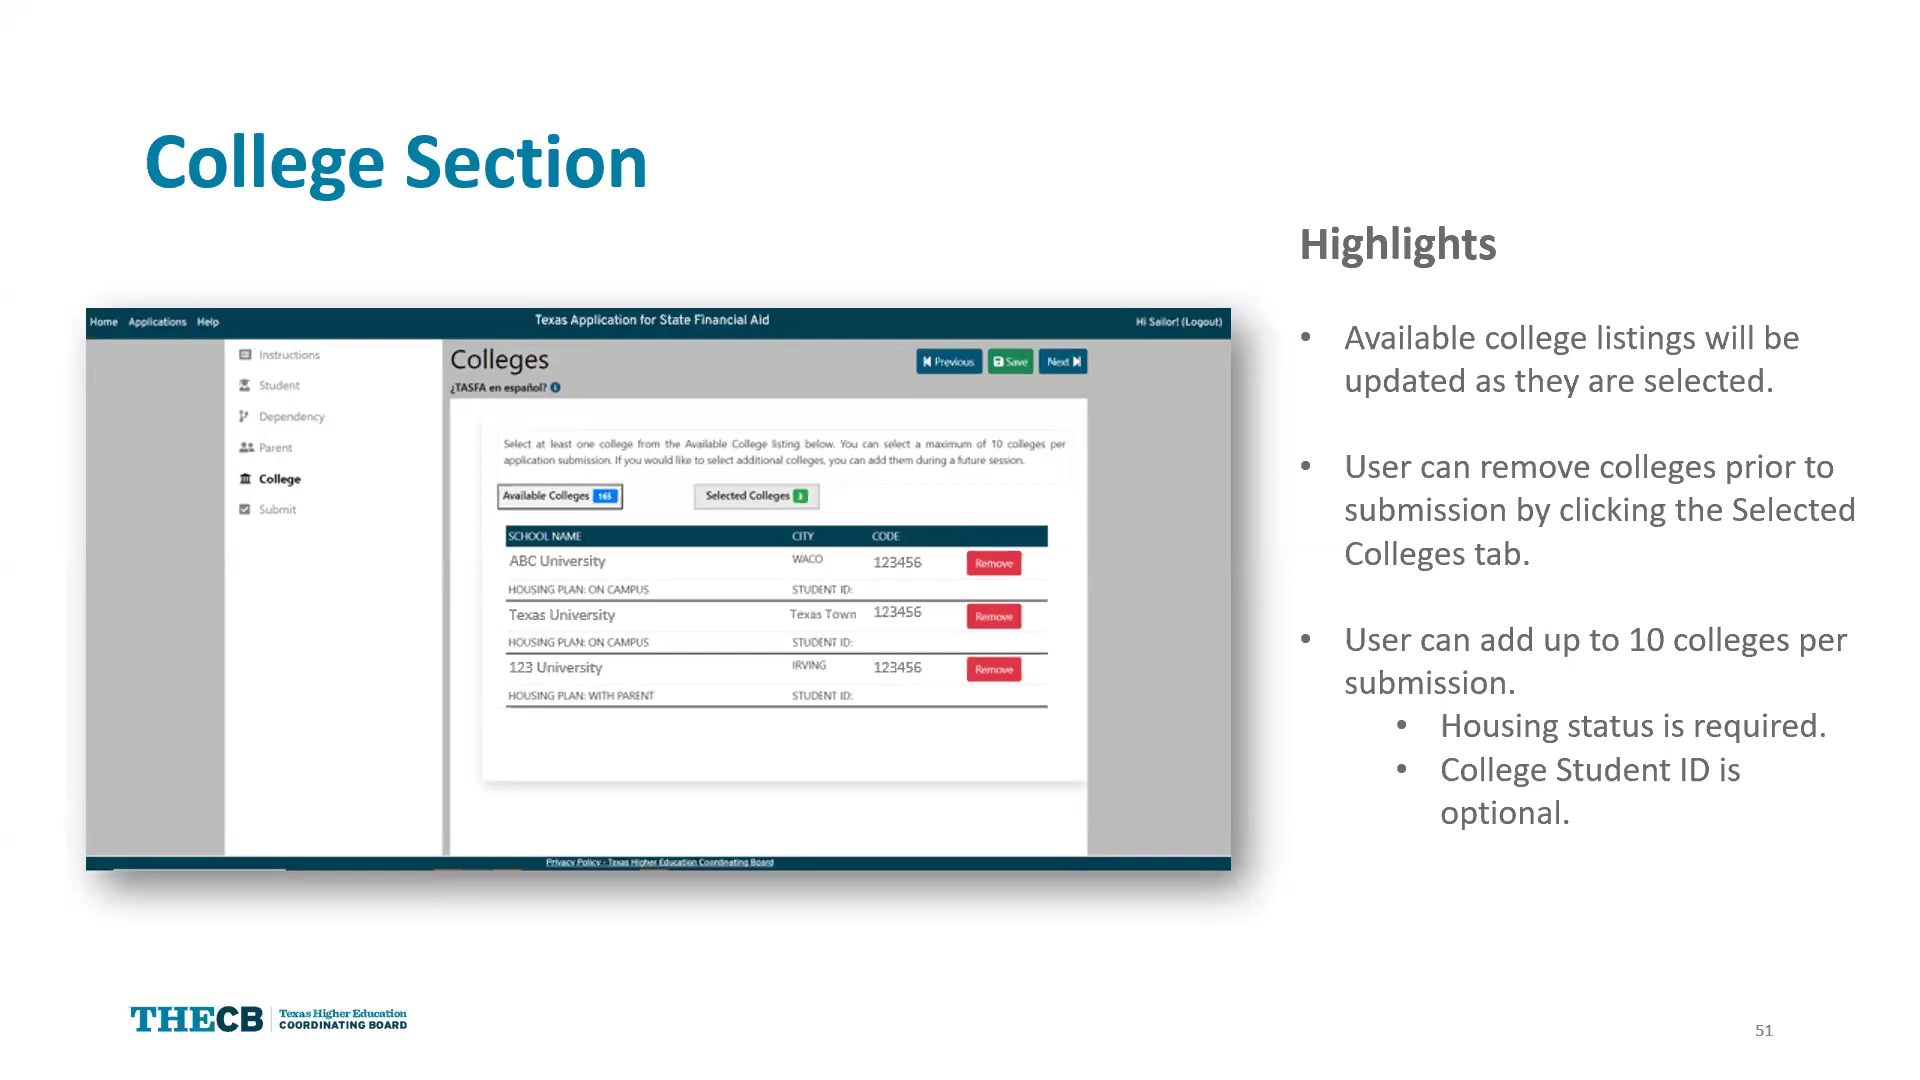 College Section
Highlights
• Available college listings will be
updated as they are selected.
• User can remove colleges prior to
submission by clicking the Selected
Colleges tab.
• User can add up to 10 colleges per
submission.
• Housing status is required.
• College Student ID is
optional.
Home Applications Help
Texas Application for State Financial Aid
Hi Sailor! (Logout)
Instructions
Student
Dependency
Parent
College
Submit
Colleges
Previous Save Next
¿TASFA en español?
Select at least one college from the Available College listing below. You can select a maximum of 10 colleges per
application submission. If you would like to select additional colleges, you can add them during a future session.
Available Colleges 165 Selected Colleges 3
SCHOOL NAME CITY CODE
ABC University WACO 123456 Remove
HOUSING PLAN: ON CAMPUS STUDENT ID:
Texas University Texas Town 123456 Remove
HOUSING PLAN: ON CAMPUS STUDENT ID:
123 University IRVING 123456 Remove
HOUSING PLAN: WITH PARENT STUDENT ID:
Privacy Policy - Texas Higher Education Coordinating Board
THECB Texas Higher Education
COORDINATING BOARD
51